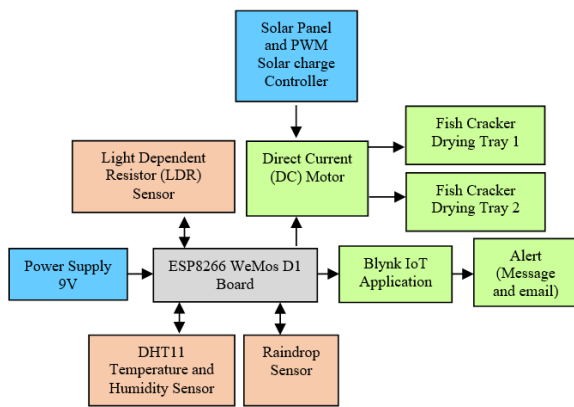 Solar Panel
and PWM
Solar charge
Controller
Fish Cracker
Drying Tray 1
Light Dependent
Resistor (LDR)
Sensor
Direct Current
(DC) Motor
Fish Cracker
Drying Tray 2
Power Supply
9V
ESP8266 WeMos D1
Board
Blynk IoT
Application
Alert
(Message
and email)
DHT11
Temperature and
Humidity Sensor
Raindrop
Sensor